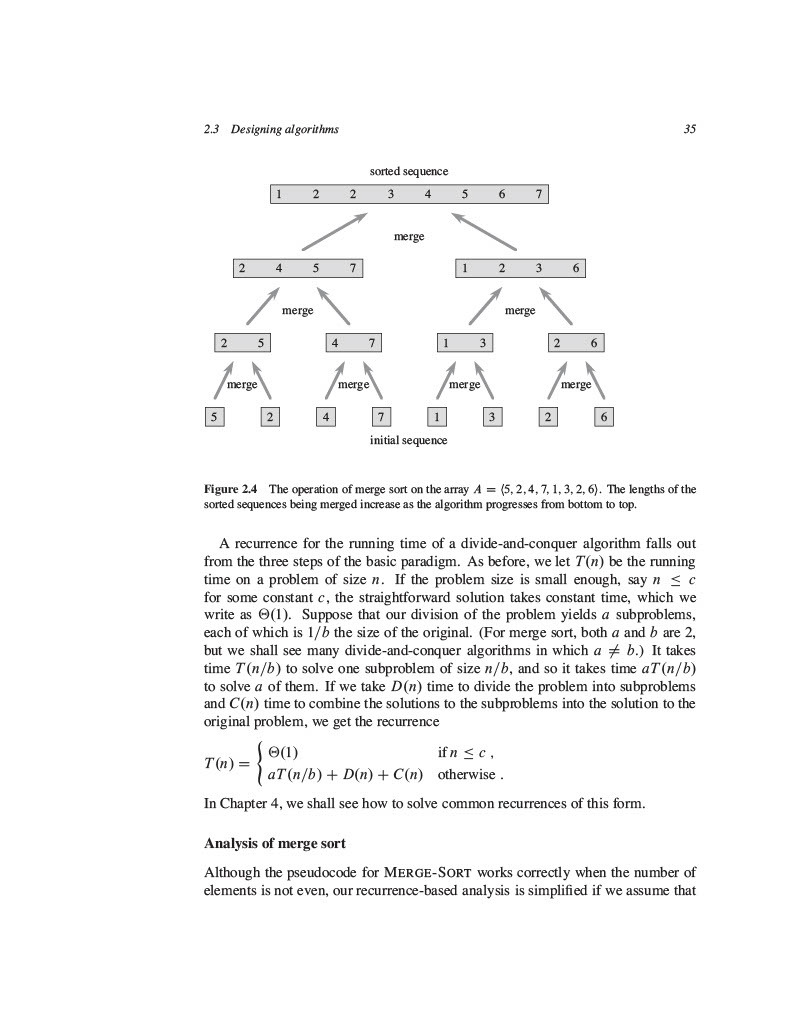 2.3 Designing algorithms 35
sorted sequence
1 2 2 3 4 5 6 7
merge
2 4 5 7 1 2 3 6
merge merge
2 5 4 7 1 3 2 6
merge merge merge merge
5 2 4 7 1 3 2 6
initial sequence
Figure 2.4 The operation of merge sort on the array A = ⟨5, 2, 4, 7, 1, 3, 2, 6⟩. The lengths of the
sorted sequences being merged increase as the algorithm progresses from bottom to top.
A recurrence for the running time of a divide-and-conquer algorithm falls out
from the three steps of the basic paradigm. As before, we let T(n) be the running
time on a problem of size n. If the problem size is small enough, say n ≤ c
for some constant c, the straightforward solution takes constant time, which we
write as Θ(1). Suppose that our division of the problem yields a subproblems,
each of which is 1/b the size of the original. (For merge sort, both a and b are 2,
but we shall see many divide-and-conquer algorithms in which a ≠ b.) It takes
time T(n/b) to solve one subproblem of size n/b, and so it takes time aT(n/b)
to solve a of them. If we take D(n) time to divide the problem into subproblems
and C(n) time to combine the solutions to the subproblems into the solution to the
original problem, we get the recurrence
T(n) = { Θ(1) if n ≤ c ,
aT(n/b) + D(n) + C(n) otherwise .
In Chapter 4, we shall see how to solve common recurrences of this form.
Analysis of merge sort
Although the pseudocode for MERGE-SORT works correctly when the number of
elements is not even, our recurrence-based analysis is simplified if we assume that